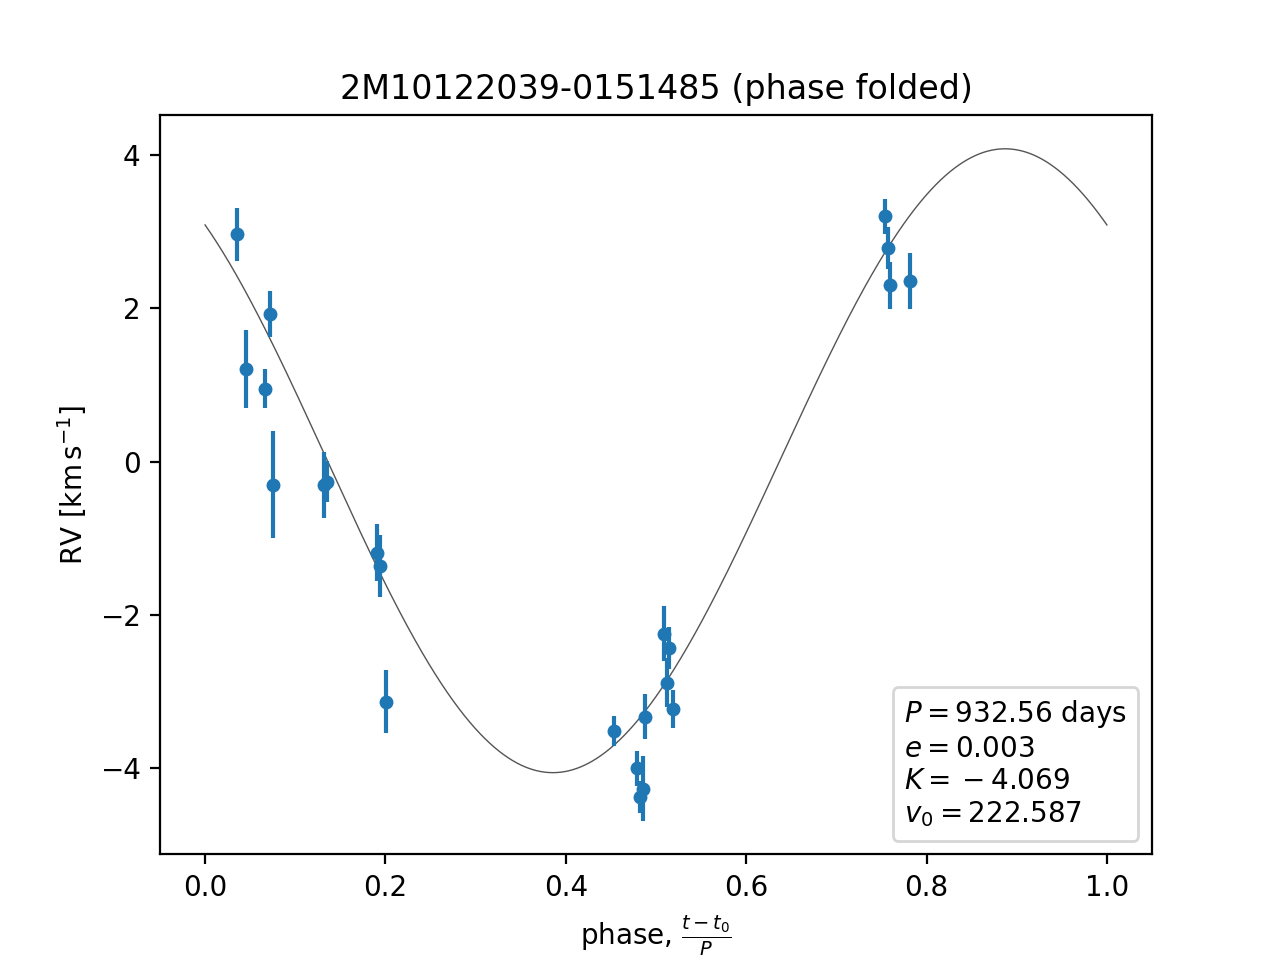 2M10122039-0151485 (phase folded)
RV [km s⁻¹]
4
2
0
−2
−4
0.0 0.2 0.4 0.6 0.8 1.0
phase, (t − t₀)/P
P = 932.56 days
e = 0.003
K = − 4.069
v₀ = 222.587